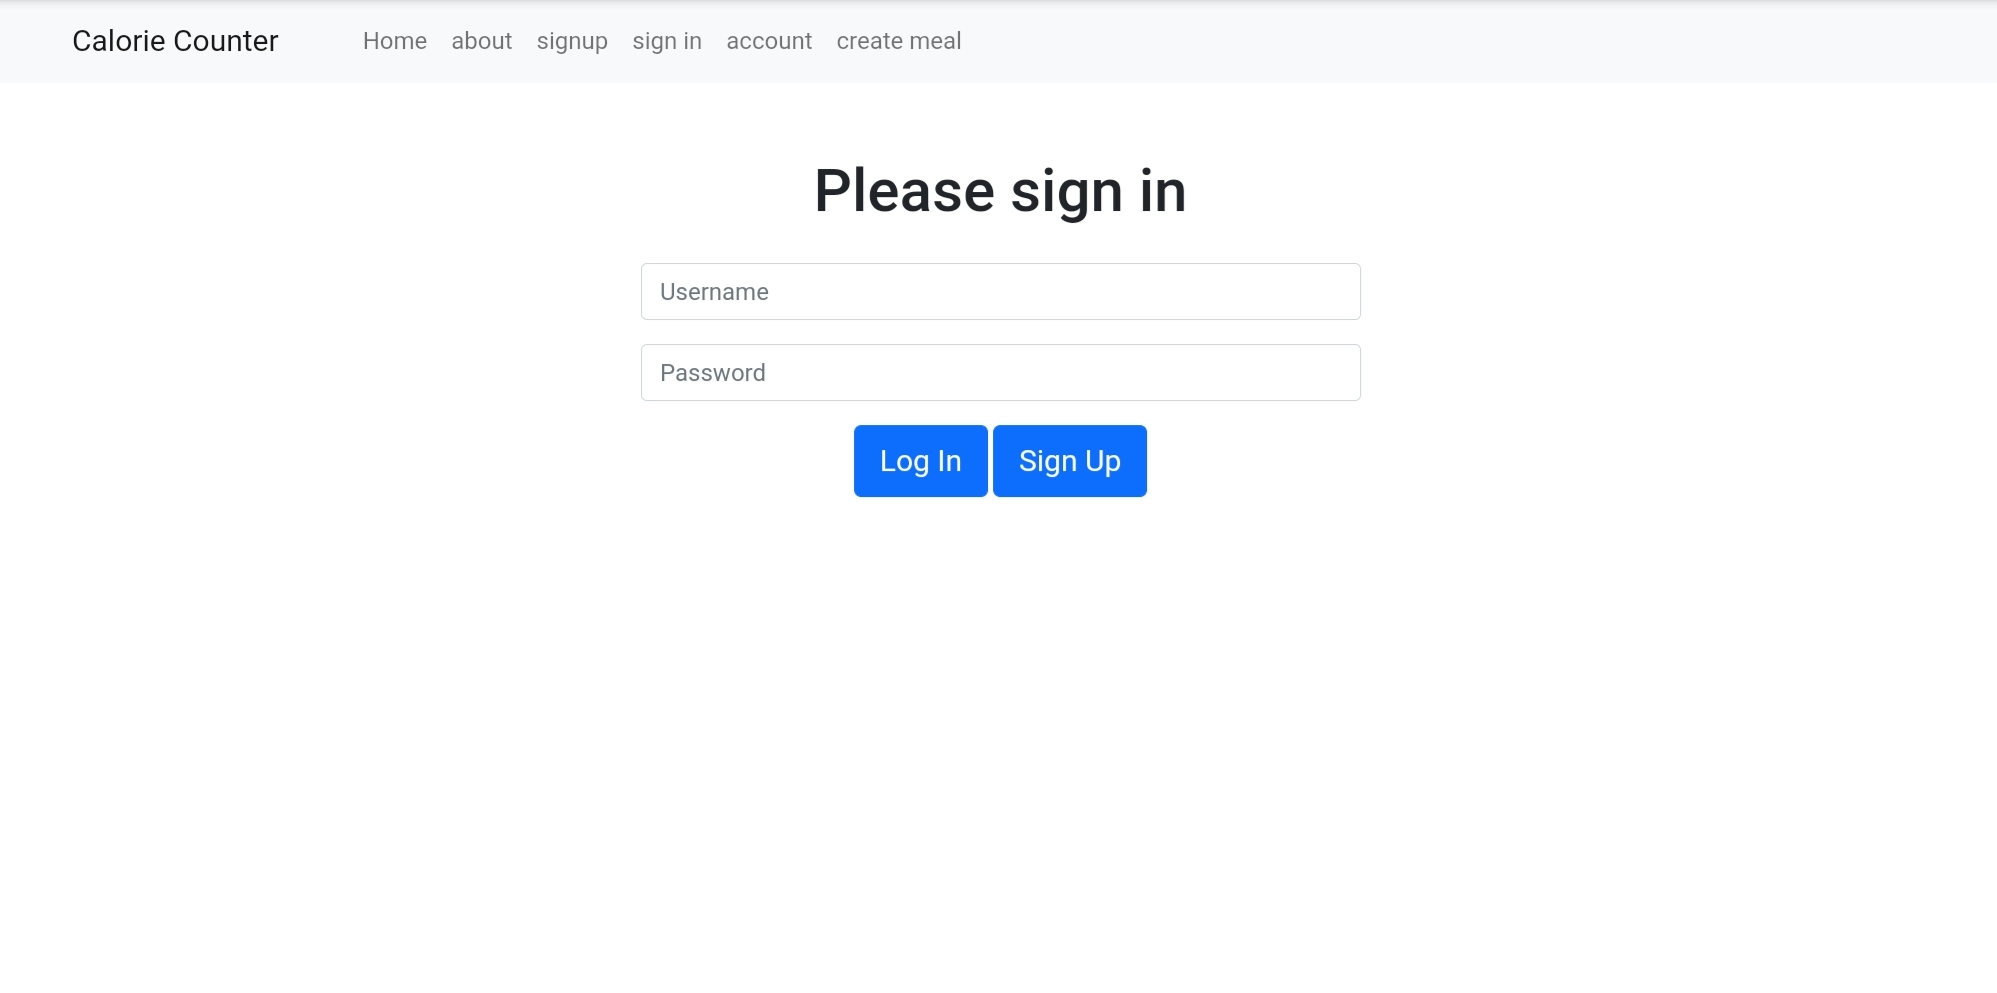 Calorie Counter Home about signup sign in account create meal
Please sign in
Username
Password
Log In Sign Up